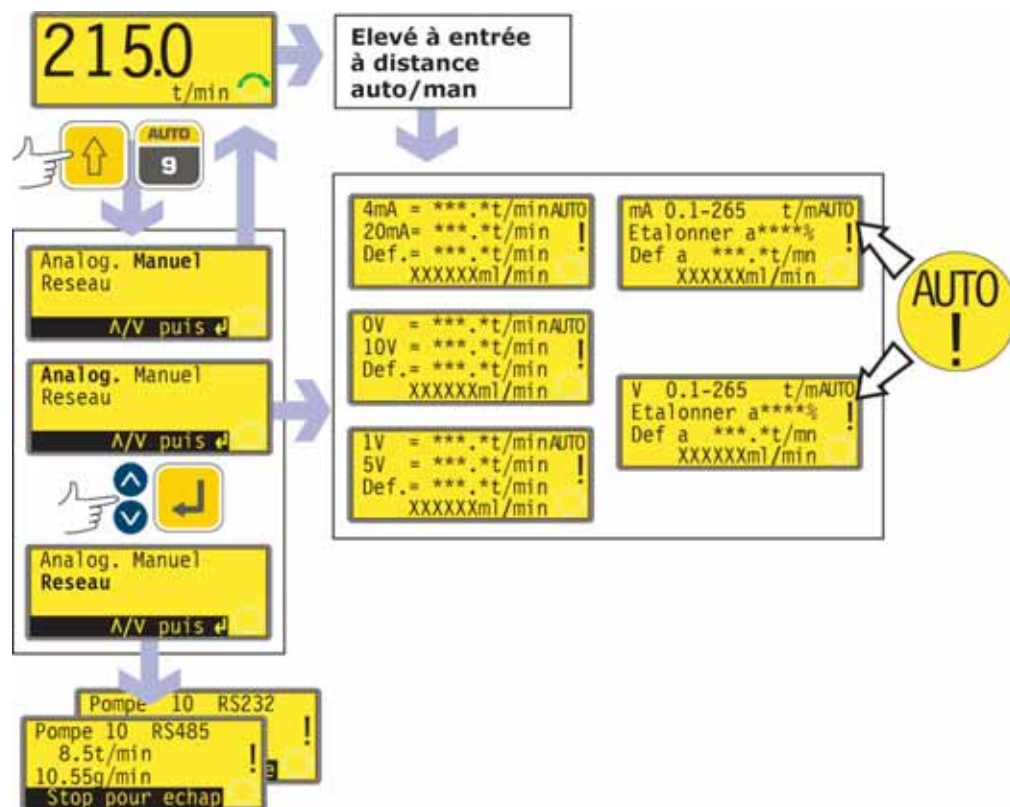 215.0
t/min
Elevé à entrée
à distance
auto/man
AUTO
9
Analog. Manuel
Reseau
Λ/V puis ↲
Analog. Manuel
Reseau
Λ/V puis ↲
Analog. Manuel
Reseau
Λ/V puis ↲
4mA = ***.*t/minAUTO
20mA= ***.*t/min !
Def.= ***.*t/min
XXXXXXml/min
0V = ***.*t/minAUTO
10V = ***.*t/min !
Def.= ***.*t/min
XXXXXXml/min
1V = ***.*t/minAUTO
5V = ***.*t/min !
Def.= ***.*t/min
XXXXXXml/min
mA 0.1-265 t/mAUTO
Etalonner a****% !
Def a ***.*t/mn
XXXXXXml/min
V 0.1-265 t/mAUTO
Etalonner a****% !
Def a ***.*t/mn
XXXXXXml/min
AUTO
!
Pompe 10 RS232
!
e
Pompe 10 RS485
8.5t/min !
10.55g/min
Stop pour echap